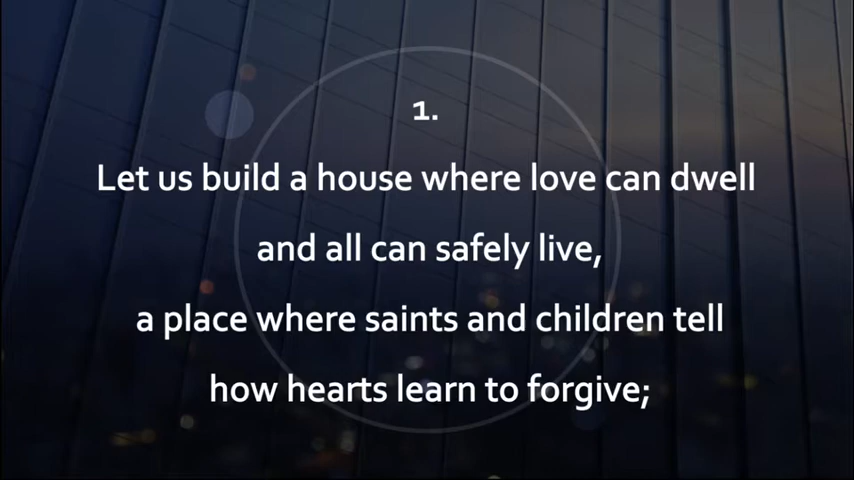 1.
Let us build a house where love can dwell
and all can safely live,
a place where saints and children tell
how hearts learn to forgive;